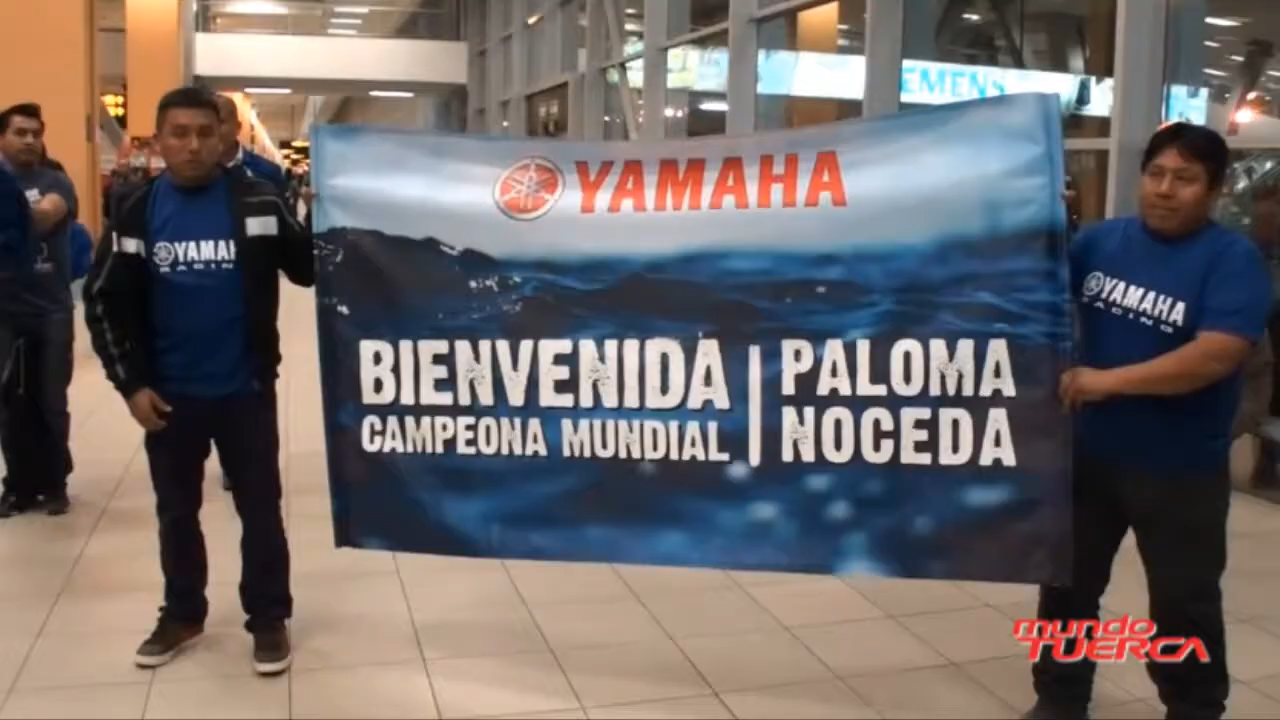 SIEMENS
YAMAHA
YAMAHA
RACING
YAMAHA
RACING
BIENVENIDA
CAMPEONA MUNDIAL
PALOMA
NOCEDA
mundo
TUERCA